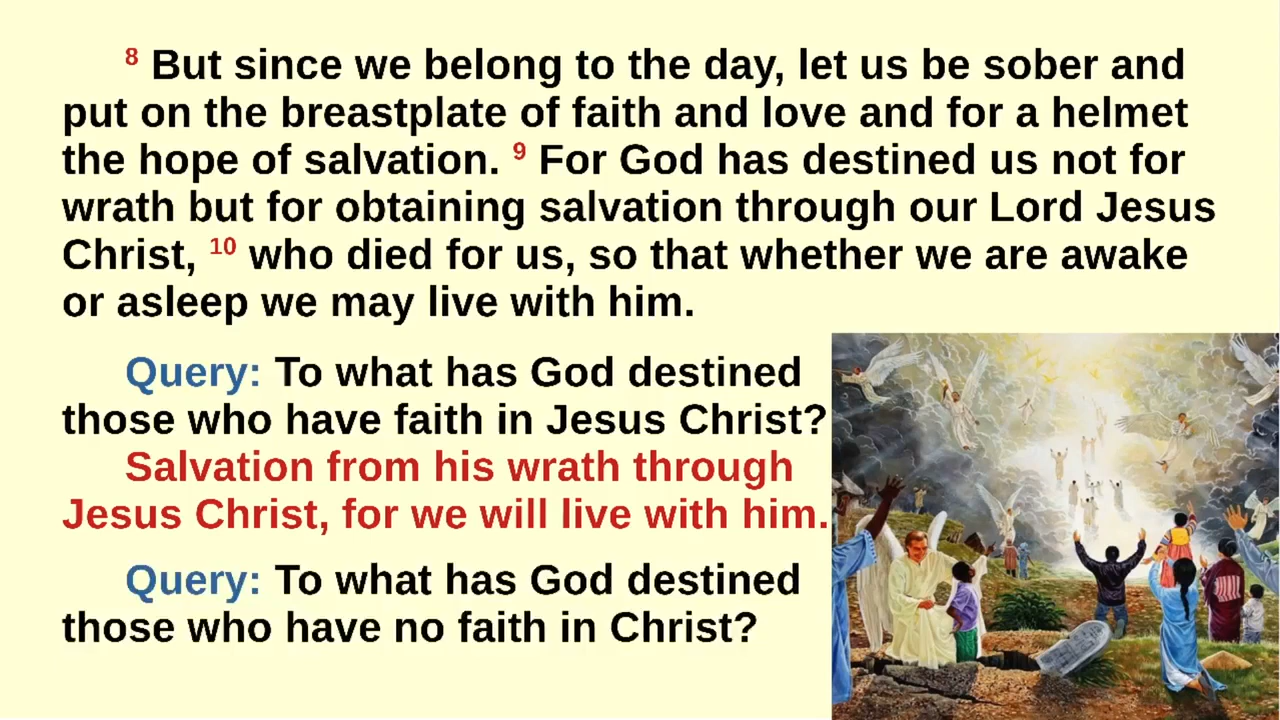 8 But since we belong to the day, let us be sober and
put on the breastplate of faith and love and for a helmet
the hope of salvation. 9 For God has destined us not for
wrath but for obtaining salvation through our Lord Jesus
Christ, 10 who died for us, so that whether we are awake
or asleep we may live with him.
Query: To what has God destined
those who have faith in Jesus Christ?
Salvation from his wrath through
Jesus Christ, for we will live with him.
Query: To what has God destined
those who have no faith in Christ?